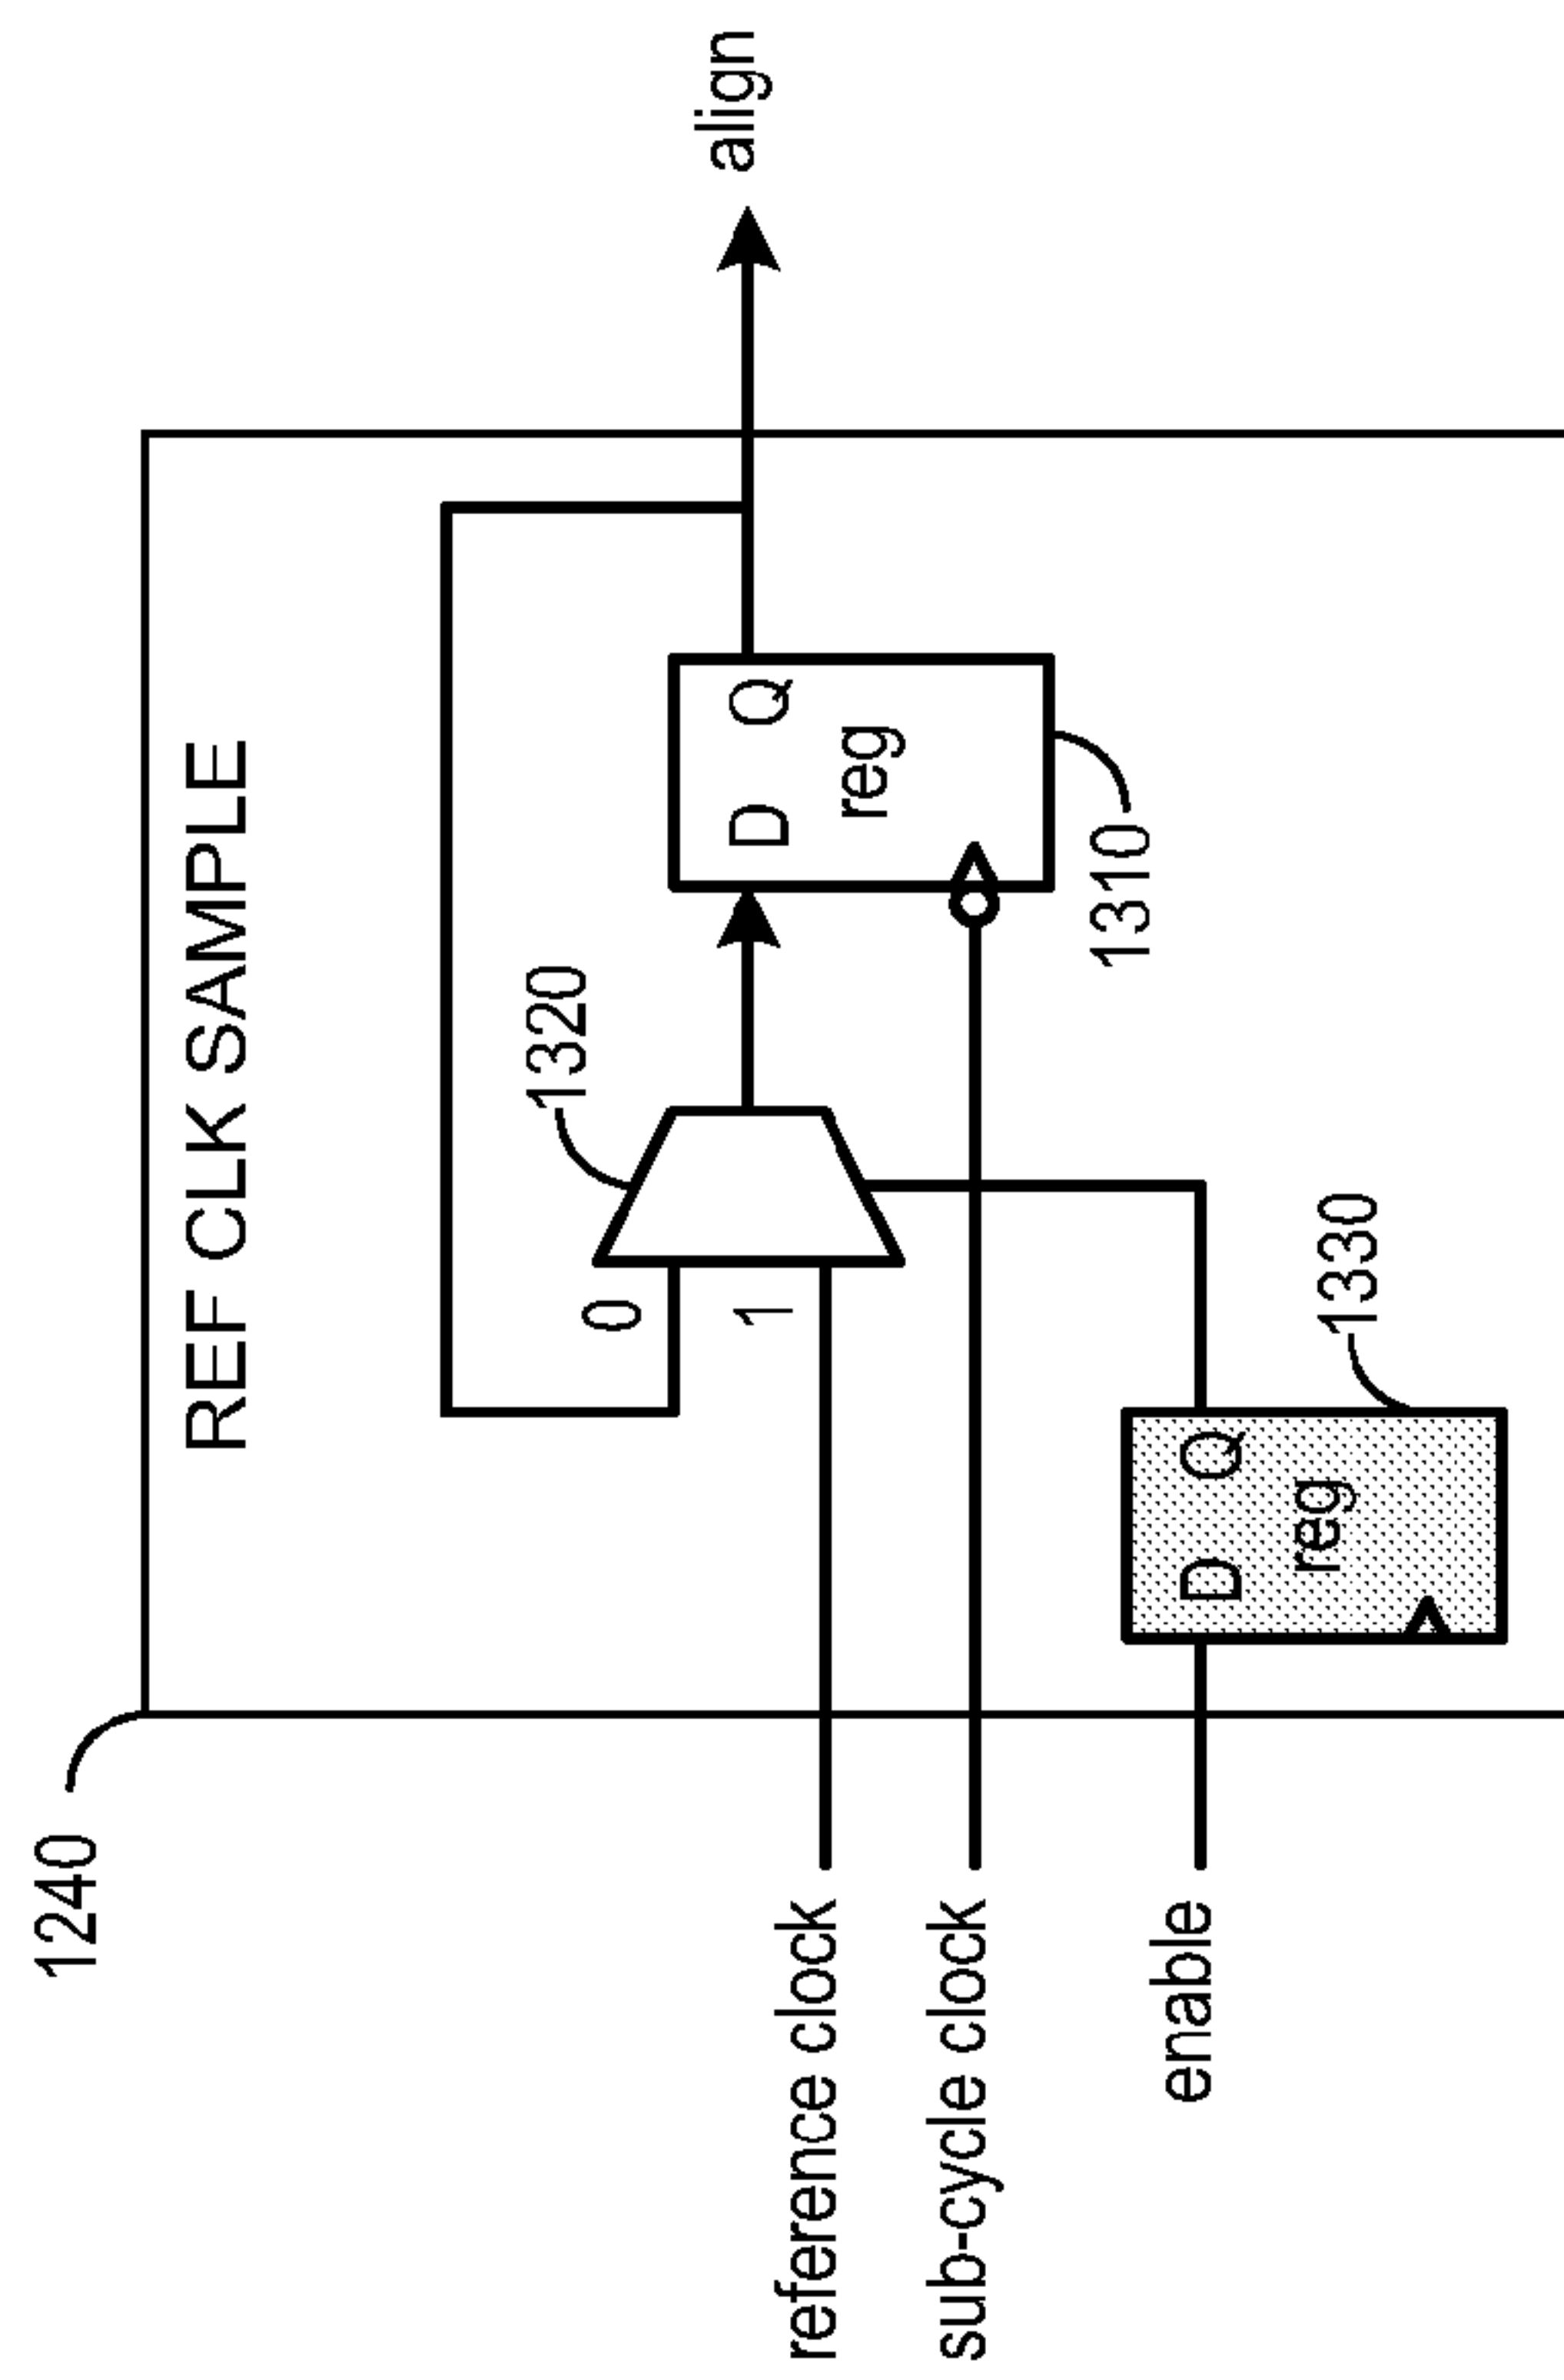 1240
REF CLK SAMPLE
1320
0
1
D Q
reg
1310
align
reference clock
sub-cycle clock
enable
D Q
reg
1330